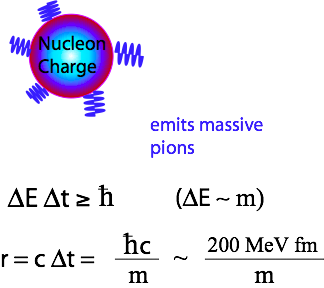 Nucleon
Charge
emits massive
pions
ΔE Δt ≥ ħ (ΔE ~ m)
r = c Δt = ħc/m ~ 200 MeV fm/m